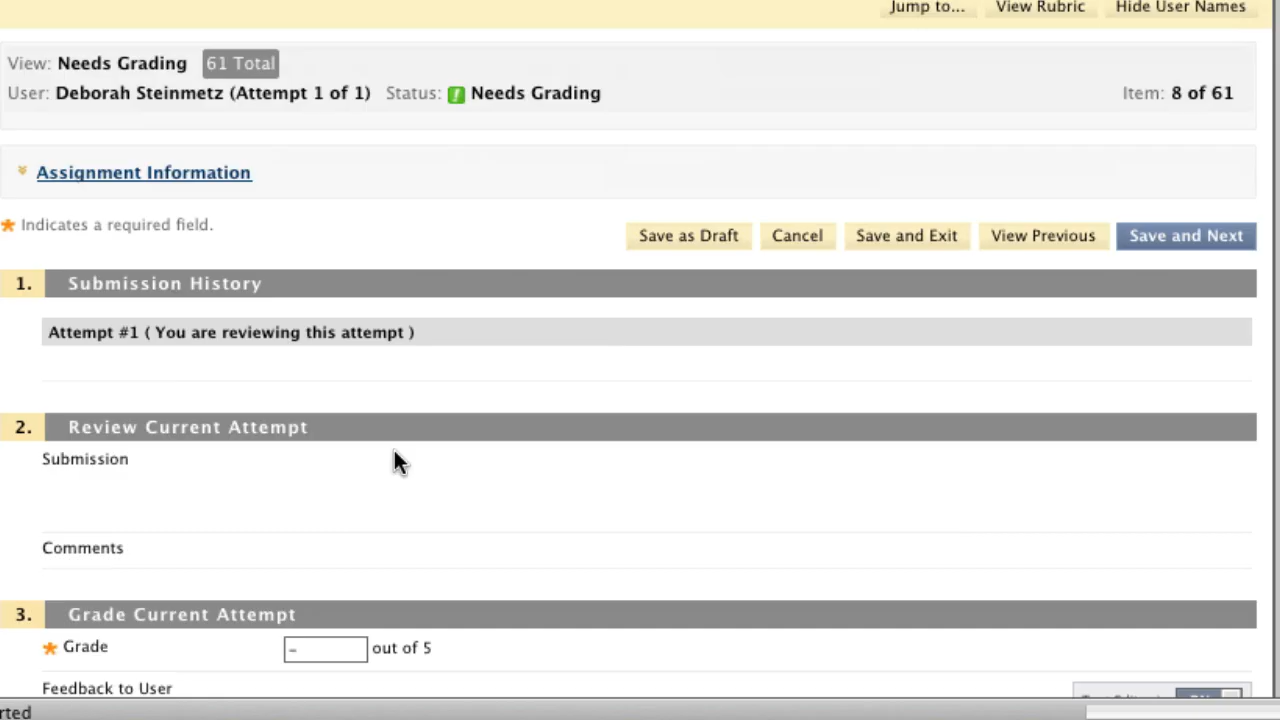 Jump to... View Rubric Hide User Names
View: Needs Grading 61 Total
User: Deborah Steinmetz (Attempt 1 of 1) Status: ! Needs Grading Item: 8 of 61
Assignment Information
Indicates a required field.
Save as Draft Cancel Save and Exit View Previous Save and Next
1. Submission History
Attempt #1 ( You are reviewing this attempt )
2. Review Current Attempt
Submission
Comments
3. Grade Current Attempt
Grade - out of 5
Feedback to User
rted